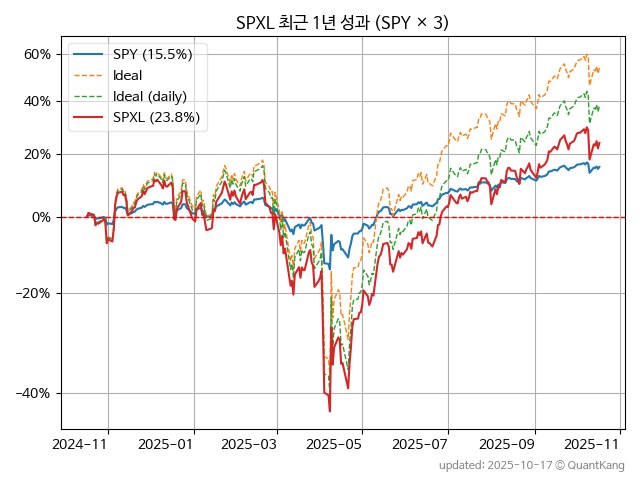 SPXL 최근 1년 성과 (SPY × 3)
SPY (15.5%)
Ideal
Ideal (daily)
SPXL (23.8%)
60%
40%
20%
0%
−20%
−40%
2024−11
2025−01
2025−03
2025−05
2025−07
2025−09
2025−11
updated: 2025-10-17 © QuantKang